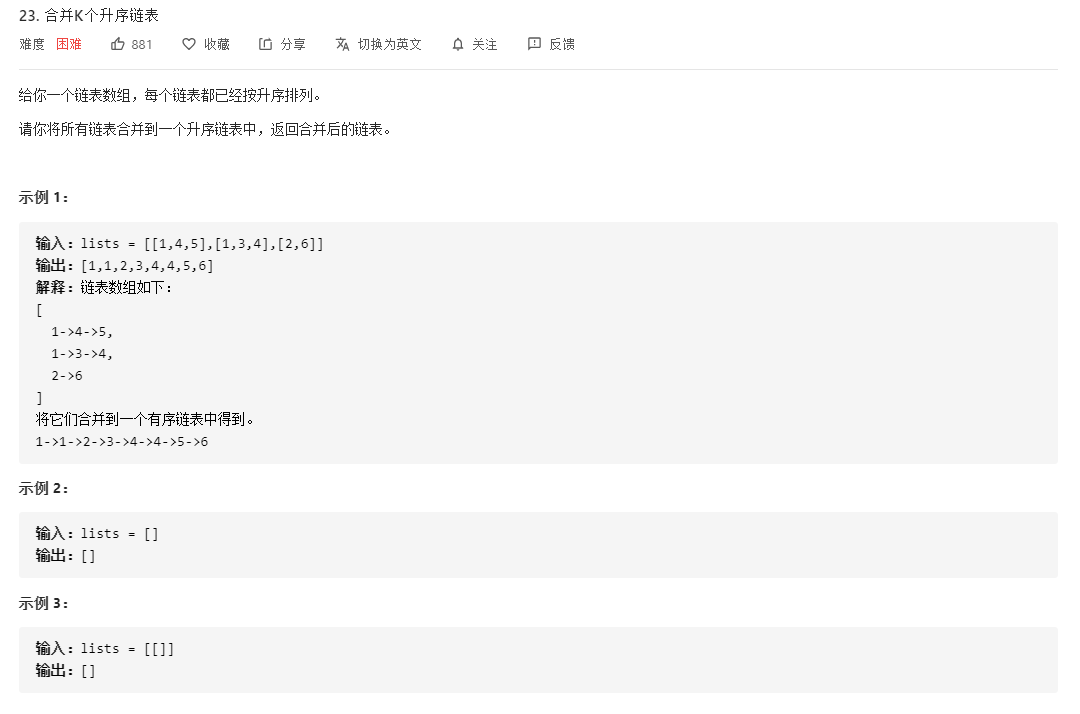 23. 合并K个升序链表
难度 困难 881 收藏 分享 切换为英文 关注 反馈
给你一个链表数组，每个链表都已经按升序排列。
请你将所有链表合并到一个升序链表中，返回合并后的链表。
示例 1：
输入：lists = [[1,4,5],[1,3,4],[2,6]]
输出：[1,1,2,3,4,4,5,6]
解释：链表数组如下：
[
  1->4->5,
  1->3->4,
  2->6
]
将它们合并到一个有序链表中得到。
1->1->2->3->4->4->5->6
示例 2：
输入：lists = []
输出：[]
示例 3：
输入：lists = [[]]
输出：[]